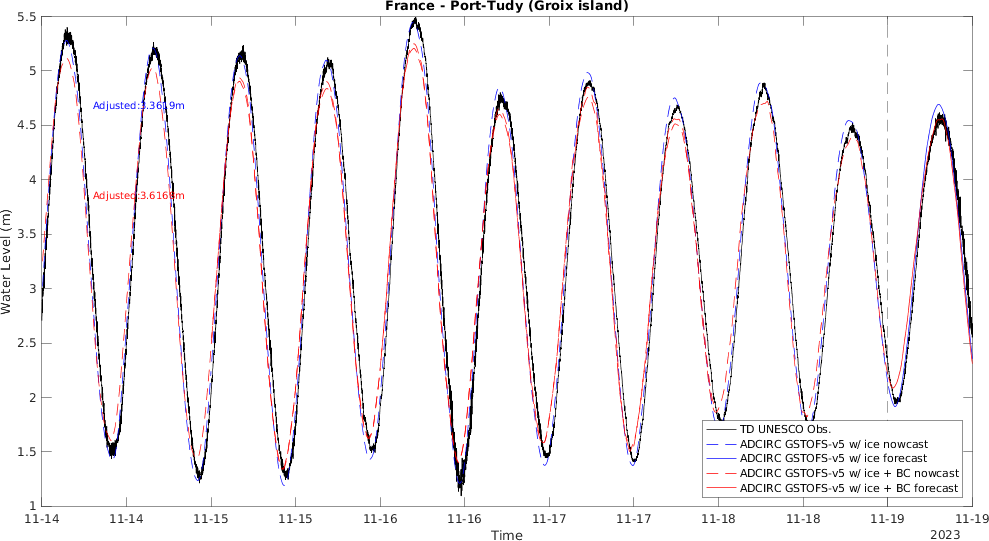 France - Port-Tudy (Groix island)
5.5
5
4.5
4
3.5
3
2.5
2
1.5
1
Water Level (m)
Adjusted:3.3619m
Adjusted:3.6169m
TD UNESCO Obs.
ADCIRC GSTOFS-v5 w/ ice nowcast
ADCIRC GSTOFS-v5 w/ ice forecast
ADCIRC GSTOFS-v5 w/ ice + BC nowcast
ADCIRC GSTOFS-v5 w/ ice + BC forecast
11-14 11-14 11-15 11-15 11-16 11-16 11-17 11-17 11-18 11-18 11-19 11-19
Time
2023